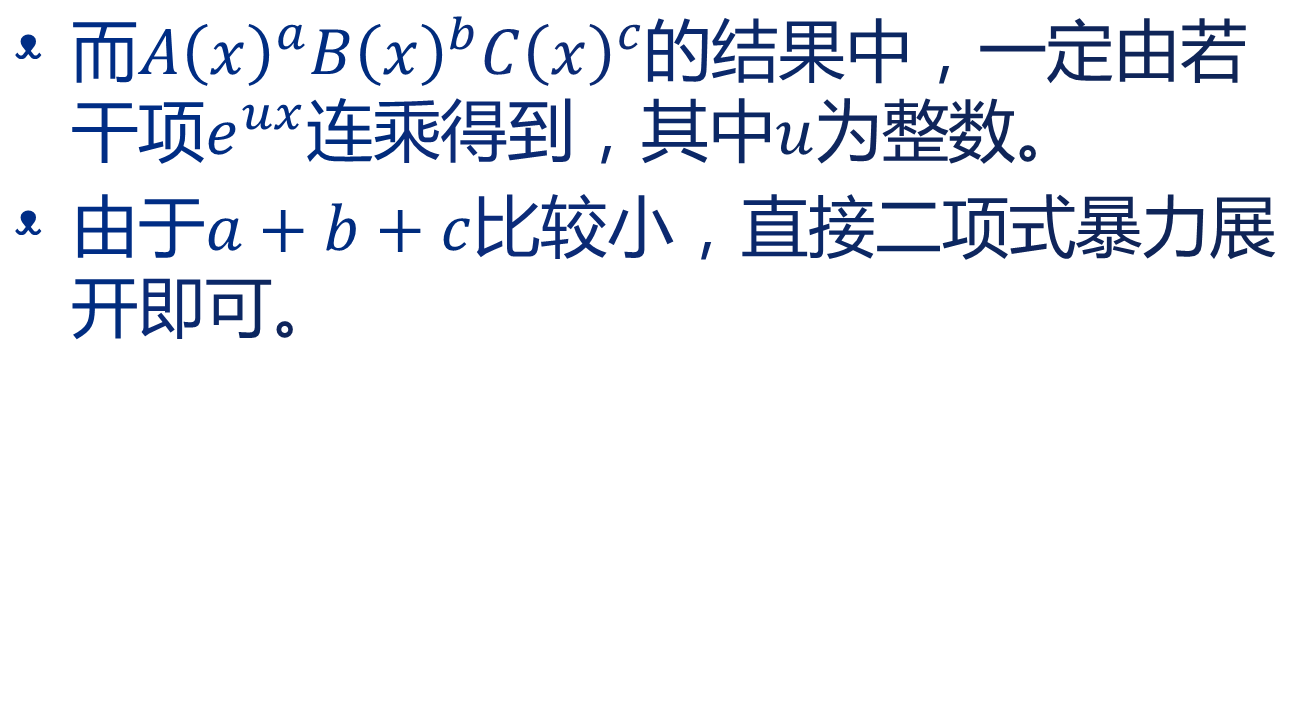 而A(x)^a B(x)^b C(x)^c的结果中，一定由若
干项e^{ux}连乘得到，其中u为整数。
由于a + b + c比较小，直接二项式暴力展
开即可。